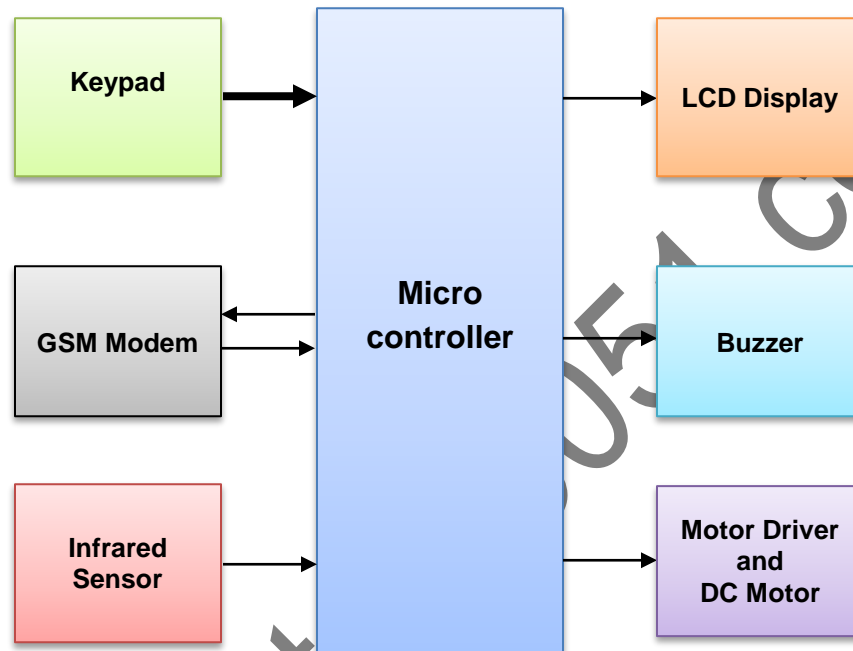 Keypad
LCD Display
Micro
controller
GSM Modem
Buzzer
Infrared
Sensor
Motor Driver
and
DC Motor